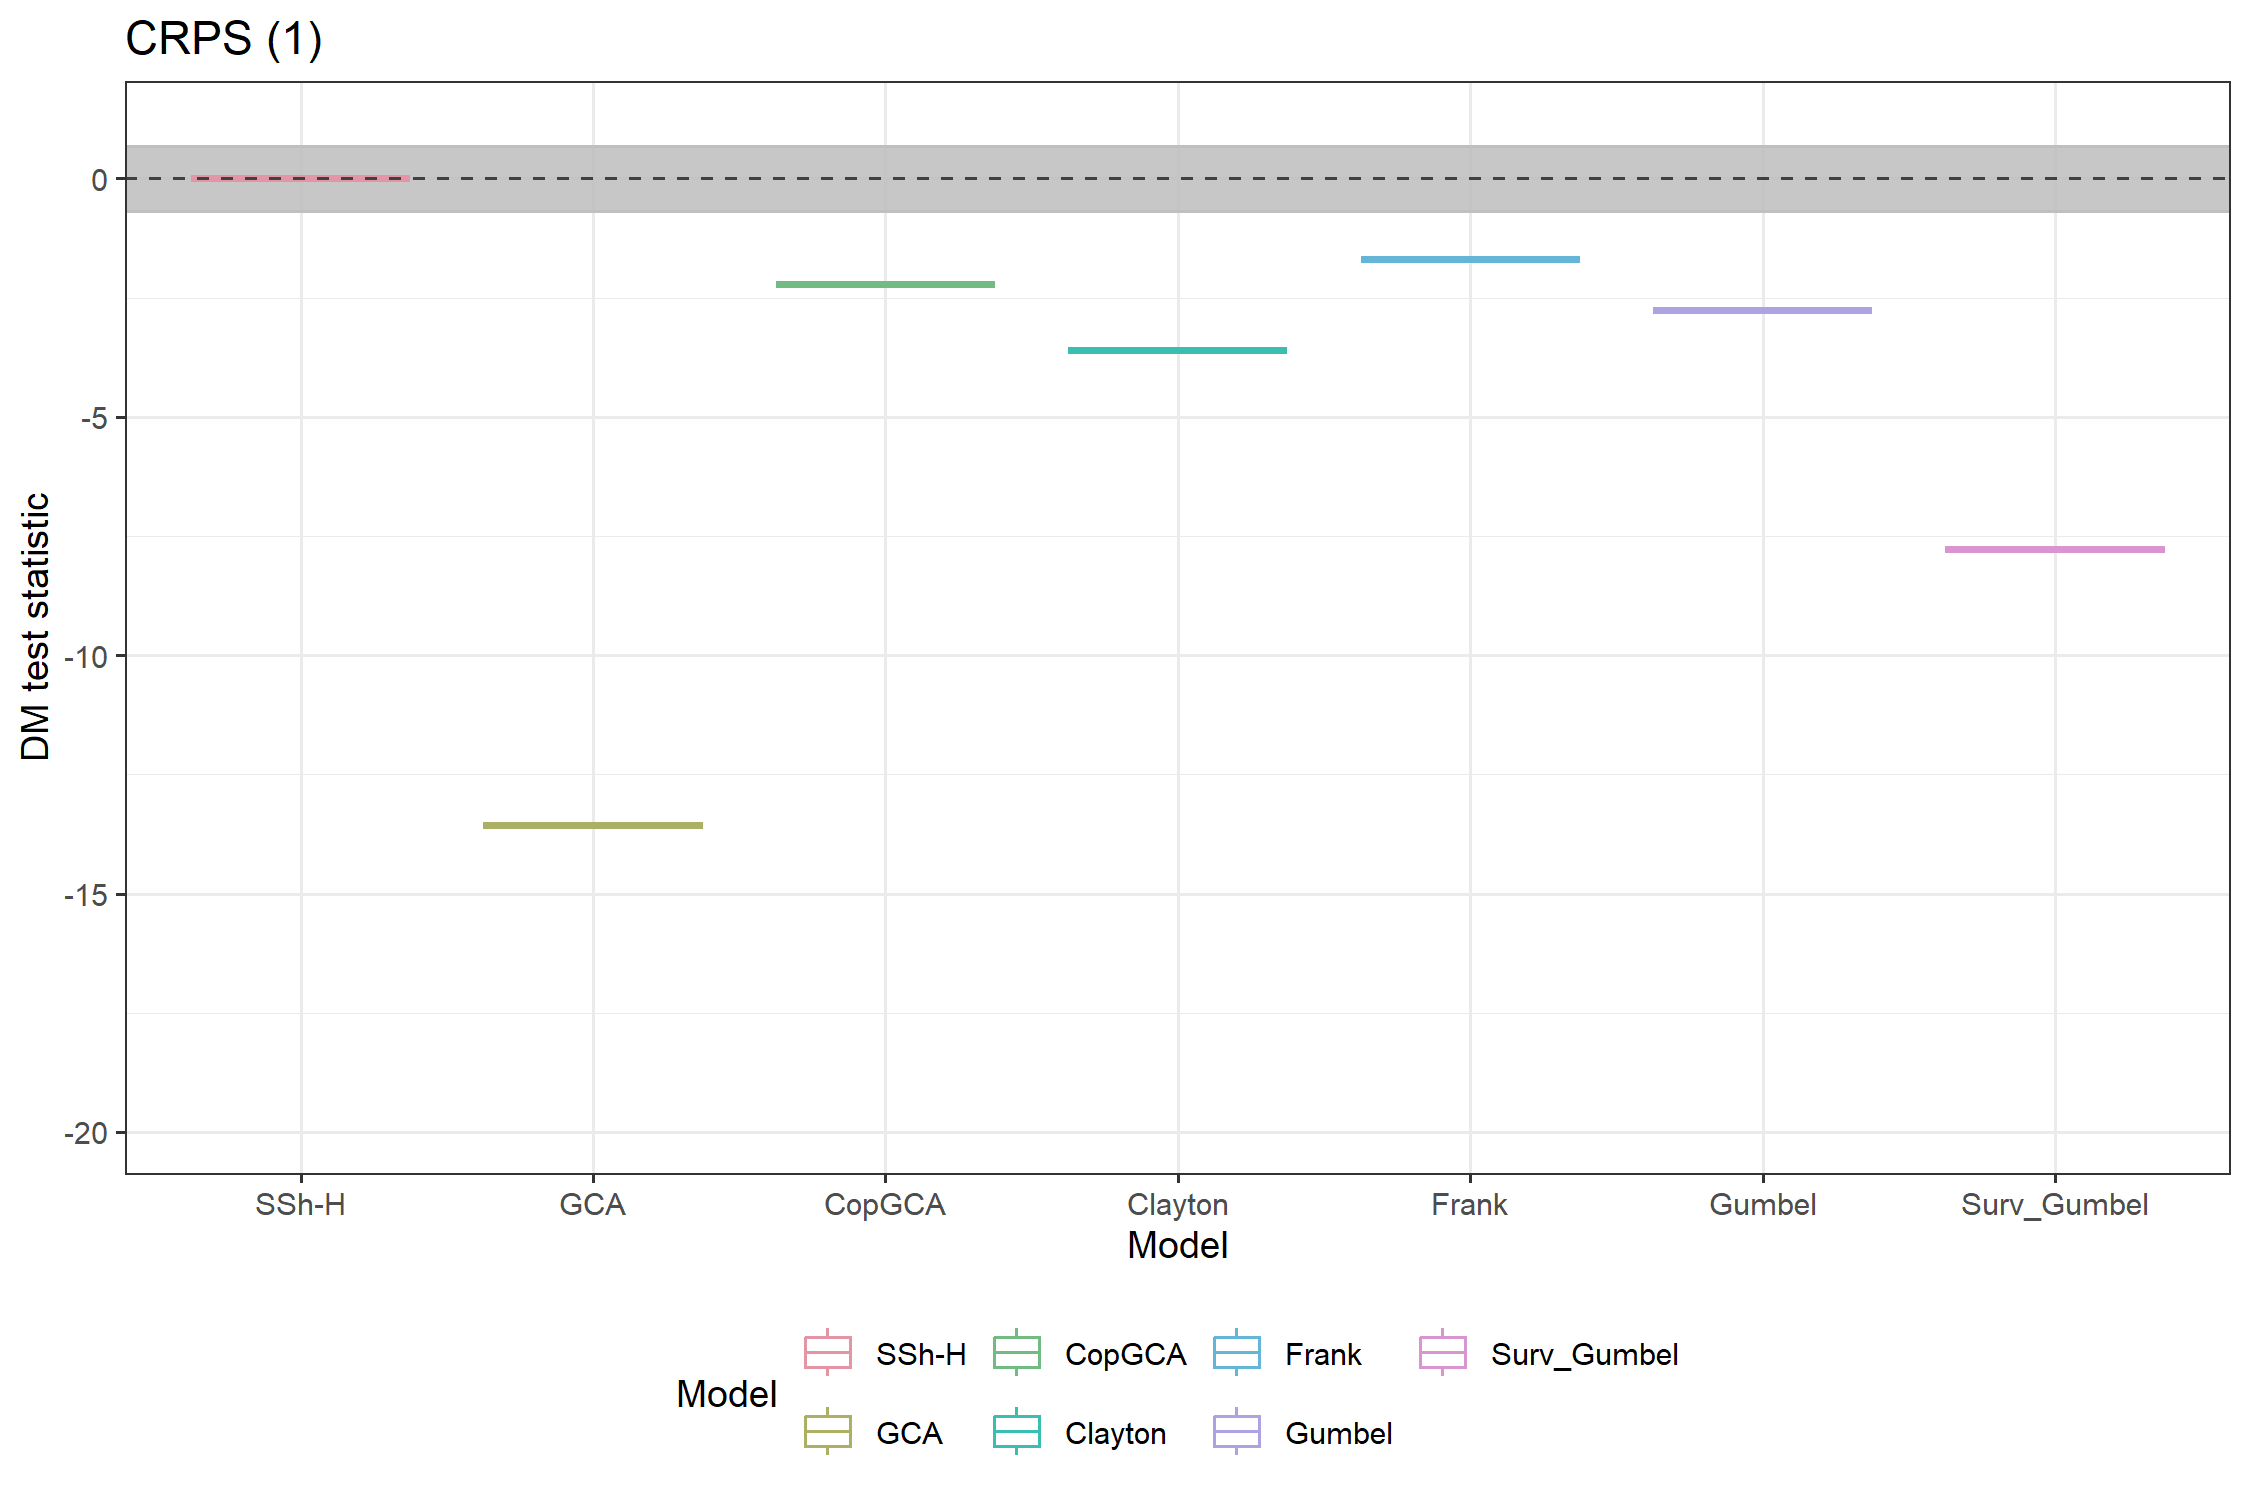 CRPS (1)
DM test statistic
0
-5
-10
-15
-20
SSh-H GCA CopGCA Clayton Frank Gumbel Surv_Gumbel
Model
Model
SSh-H CopGCA Frank Surv_Gumbel
GCA Clayton Gumbel